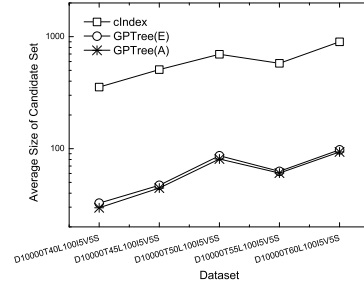 cIndex
GPTree(E)
GPTree(A)
1000
100
Average Size of Candidate Set
D10000T40L100I5V5S
D10000T45L100I5V5S
D10000T50L100I5V5S
D10000T55L100I5V5S
D10000T60L100I5V5S
Dataset